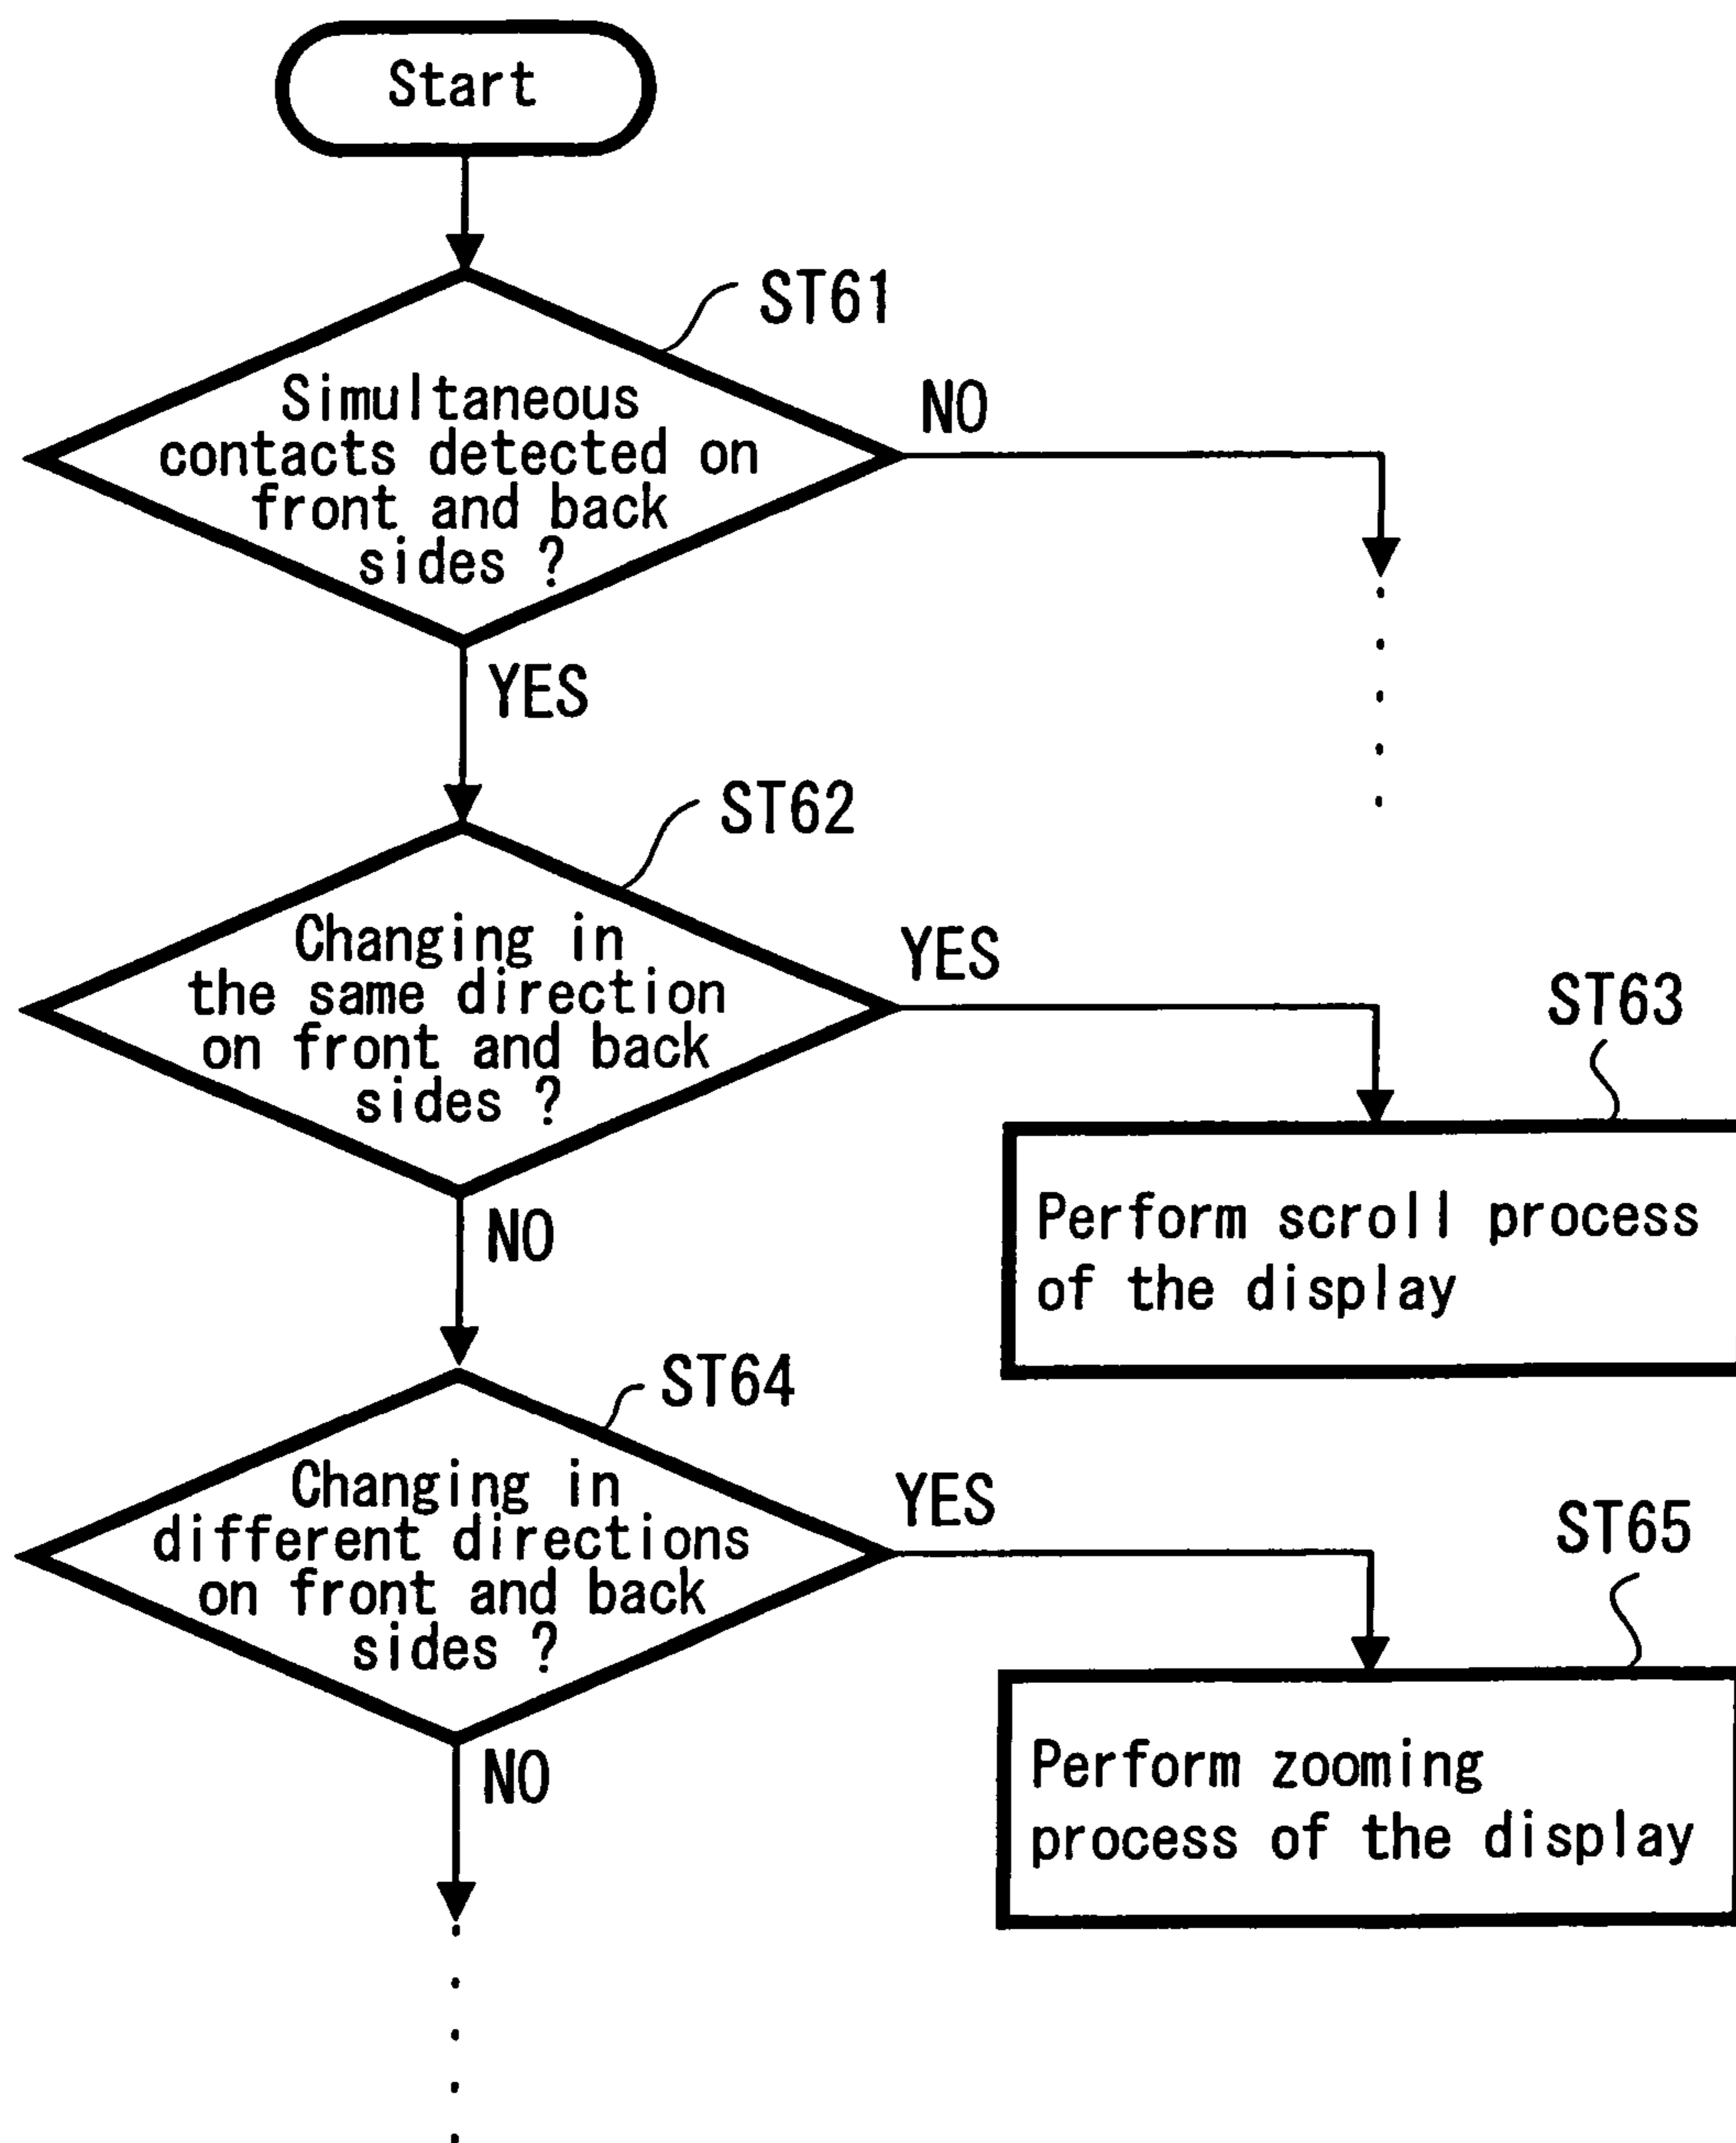 Start
ST61
Simultaneous
contacts detected on
front and back
sides ?
NO
YES
ST62
Changing in
the same direction
on front and back
sides ?
YES
ST63
Perform scroll process
of the display
NO
ST64
Changing in
different directions
on front and back
sides ?
YES
ST65
Perform zooming
process of the display
NO